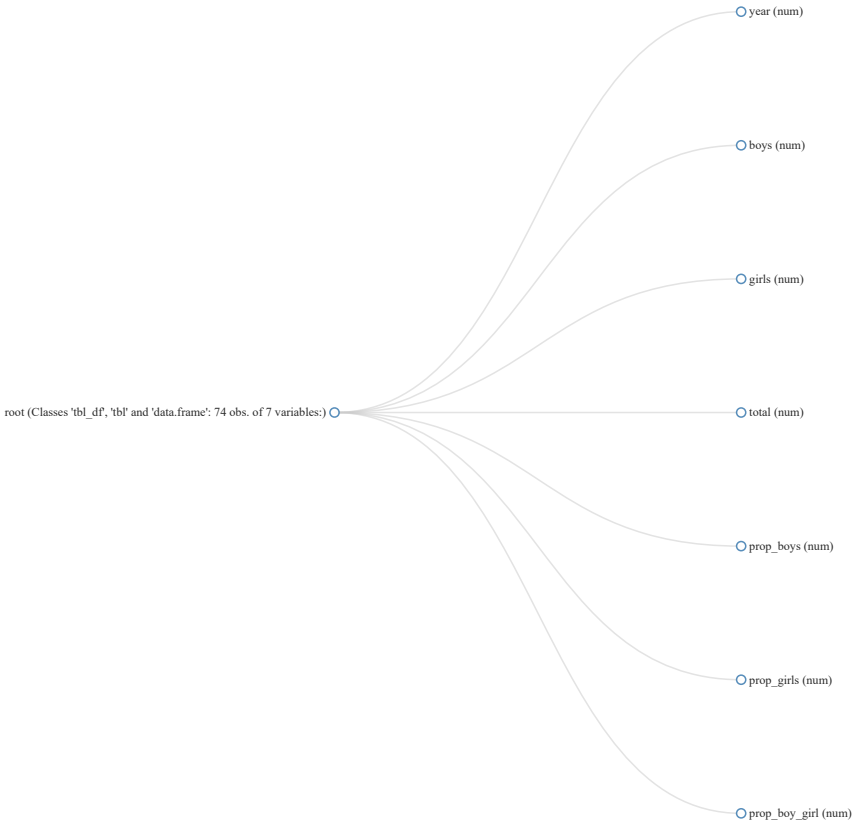 year (num)
boys (num)
girls (num)
root (Classes 'tbl_df', 'tbl' and 'data.frame': 74 obs. of 7 variables:)
total (num)
prop_boys (num)
prop_girls (num)
prop_boy_girl (num)